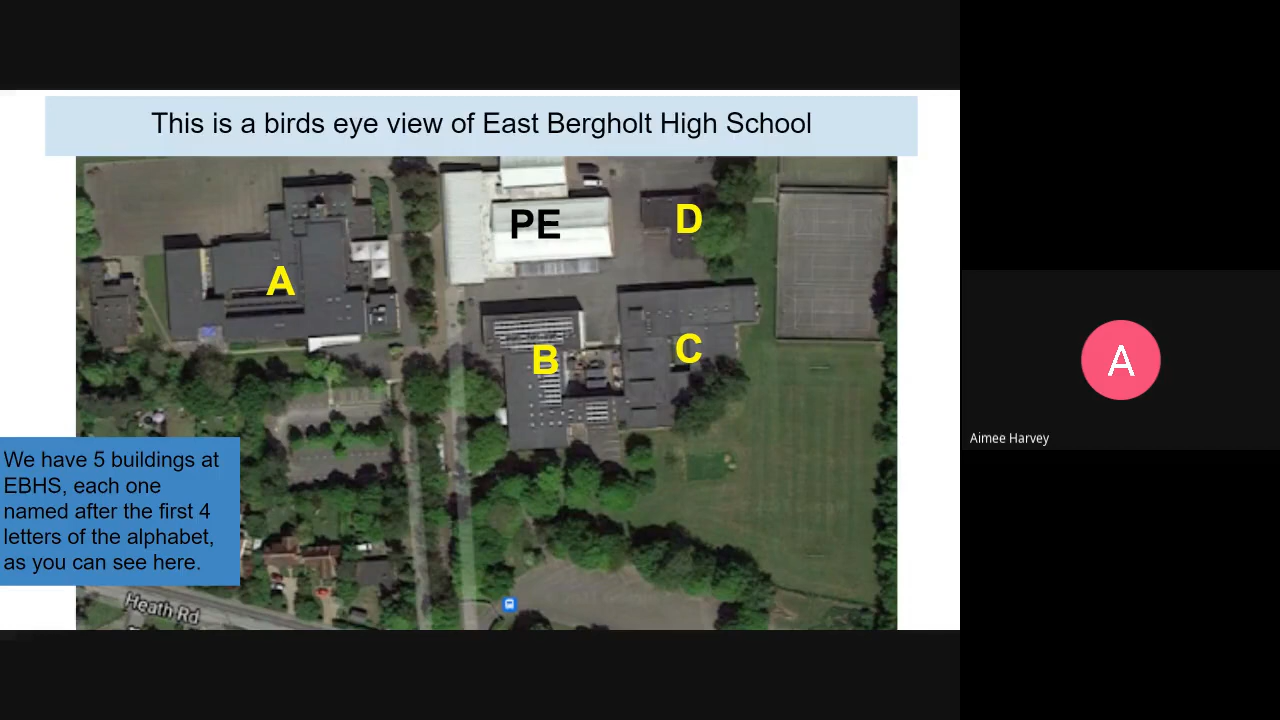 This is a birds eye view of East Bergholt High School
PE
D
A
B
C
A
Aimee Harvey
We have 5 buildings at
EBHS, each one
named after the first 4
letters of the alphabet,
as you can see here.
Heath Rd